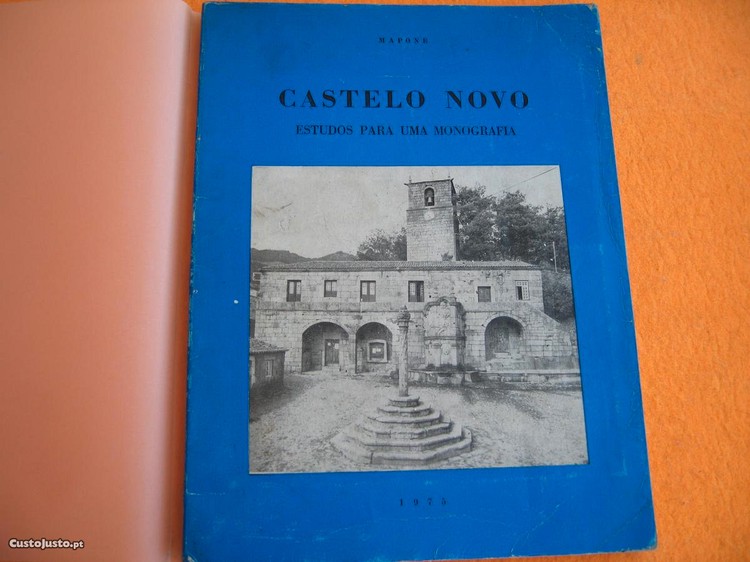 MAPONE
CASTELO NOVO
ESTUDOS PARA UMA MONOGRAFIA
1975
CustoJusto.pt